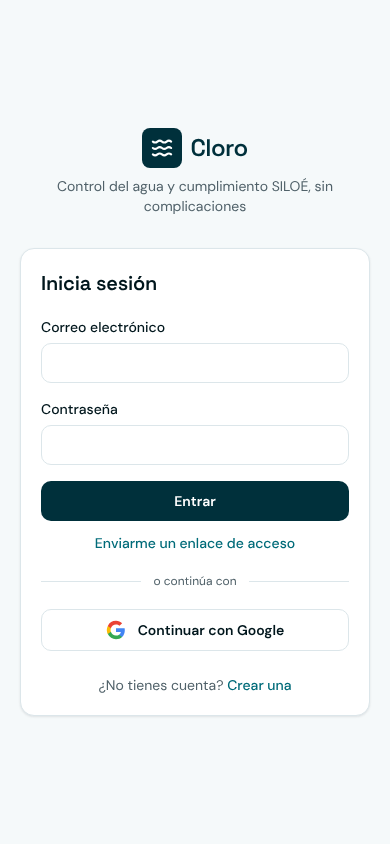 Cloro
Control del agua y cumplimiento SILOÉ, sin
complicaciones
Inicia sesión
Correo electrónico
Contraseña
Entrar
Enviarme un enlace de acceso
o continúa con
Continuar con Google
¿No tienes cuenta? Crear una